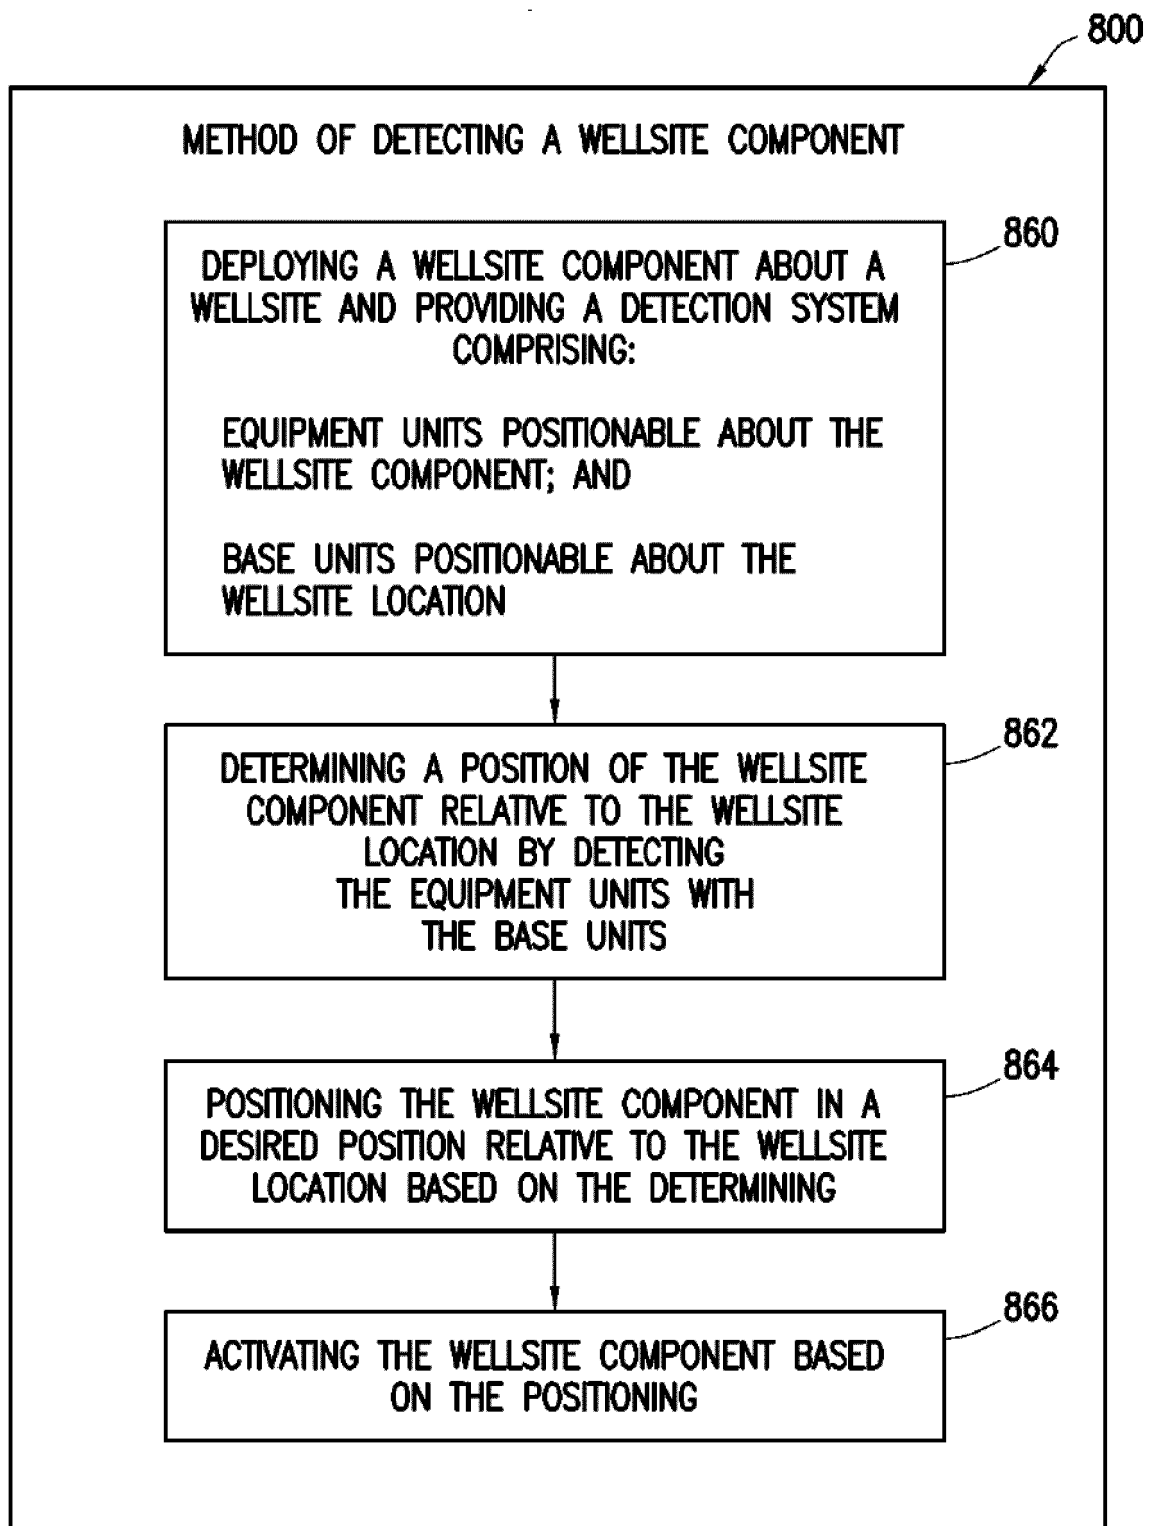 800
METHOD OF DETECTING A WELLSITE COMPONENT
860
DEPLOYING A WELLSITE COMPONENT ABOUT A
WELLSITE AND PROVIDING A DETECTION SYSTEM
COMPRISING:
EQUIPMENT UNITS POSITIONABLE ABOUT THE
WELLSITE COMPONENT; AND
BASE UNITS POSITIONABLE ABOUT THE
WELLSITE LOCATION
862
DETERMINING A POSITION OF THE WELLSITE
COMPONENT RELATIVE TO THE WELLSITE
LOCATION BY DETECTING
THE EQUIPMENT UNITS WITH
THE BASE UNITS
864
POSITIONING THE WELLSITE COMPONENT IN A
DESIRED POSITION RELATIVE TO THE WELLSITE
LOCATION BASED ON THE DETERMINING
866
ACTIVATING THE WELLSITE COMPONENT BASED
ON THE POSITIONING